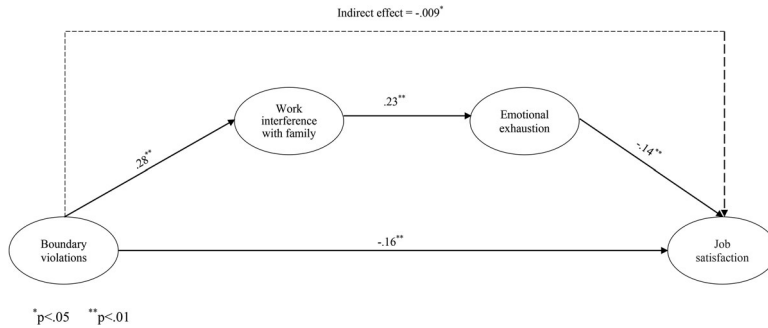 Indirect effect = -.009*
Work
interference
with family
.23**
Emotional
exhaustion
.28**
-.14**
Boundary
violations
-.16**
Job
satisfaction
*p<.05 **p<.01